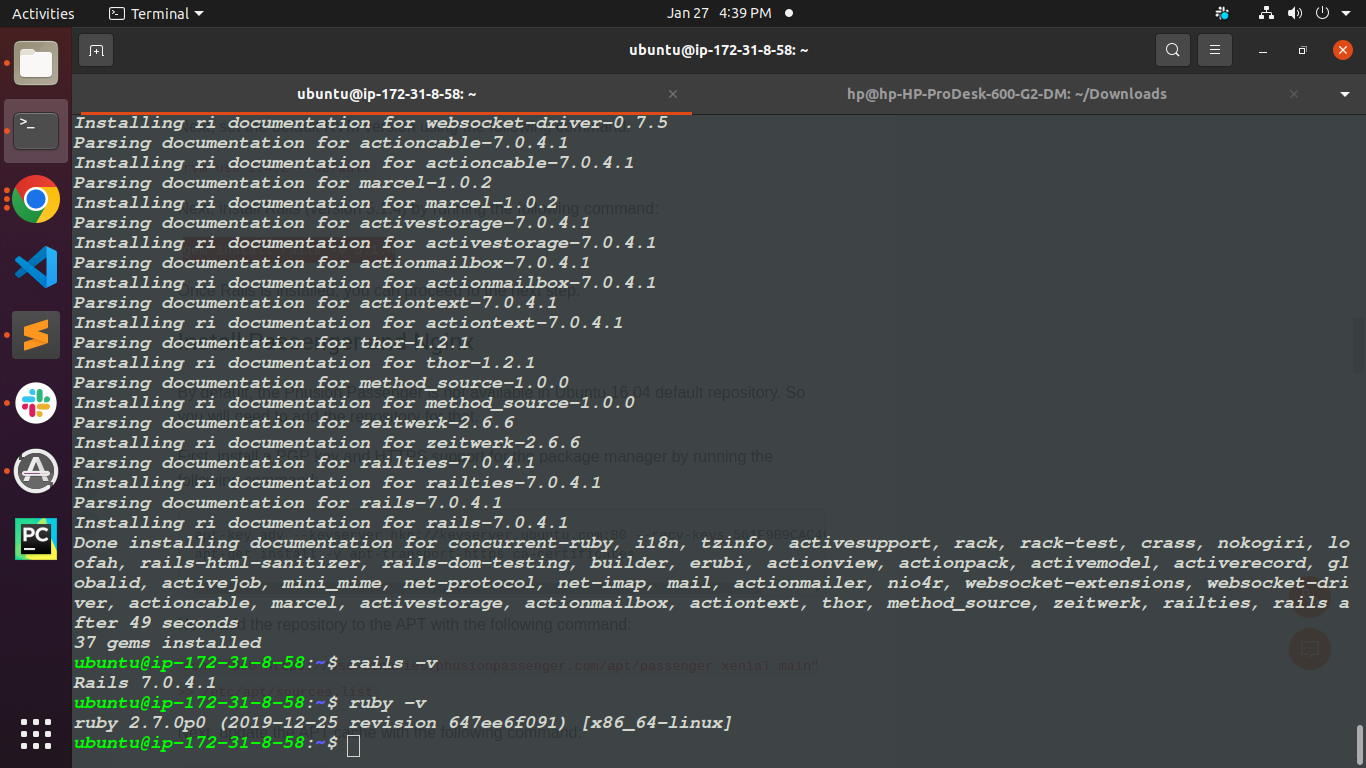 Activities
Terminal
Jan 27 4:39 PM
ubuntu@ip-172-31-8-58: ~
ubuntu@ip-172-31-8-58: ~
hp@hp-HP-ProDesk-600-G2-DM: ~/Downloads
Installing ri documentation for websocket-driver-0.7.5
Parsing documentation for actioncable-7.0.4.1
Installing ri documentation for actioncable-7.0.4.1
Parsing documentation for marcel-1.0.2
Installing ri documentation for marcel-1.0.2
Parsing documentation for activestorage-7.0.4.1
Installing ri documentation for activestorage-7.0.4.1
Parsing documentation for actionmailbox-7.0.4.1
Installing ri documentation for actionmailbox-7.0.4.1
Parsing documentation for actiontext-7.0.4.1
Installing ri documentation for actiontext-7.0.4.1
Parsing documentation for thor-1.2.1
Installing ri documentation for thor-1.2.1
Parsing documentation for method_source-1.0.0
Installing ri documentation for method_source-1.0.0
Parsing documentation for zeitwerk-2.6.6
Installing ri documentation for zeitwerk-2.6.6
Parsing documentation for railties-7.0.4.1
Installing ri documentation for railties-7.0.4.1
Parsing documentation for rails-7.0.4.1
Installing ri documentation for rails-7.0.4.1
Done installing documentation for concurrent-ruby, i18n, tzinfo, activesupport, rack, rack-test, crass, nokogiri, lo
ofah, rails-html-sanitizer, rails-dom-testing, builder, erubi, actionview, actionpack, activemodel, activerecord, gl
obalid, activejob, mini_mime, net-protocol, net-imap, mail, actionmailer, nio4r, websocket-extensions, websocket-dri
ver, actioncable, marcel, activestorage, actionmailbox, actiontext, thor, method_source, zeitwerk, railties, rails a
fter 49 seconds
37 gems installed
ubuntu@ip-172-31-8-58:~$ rails -v
Rails 7.0.4.1
ubuntu@ip-172-31-8-58:~$ ruby -v
ruby 2.7.0p0 (2019-12-25 revision 647ee6f091) [x86_64-linux]
ubuntu@ip-172-31-8-58:~$
PC